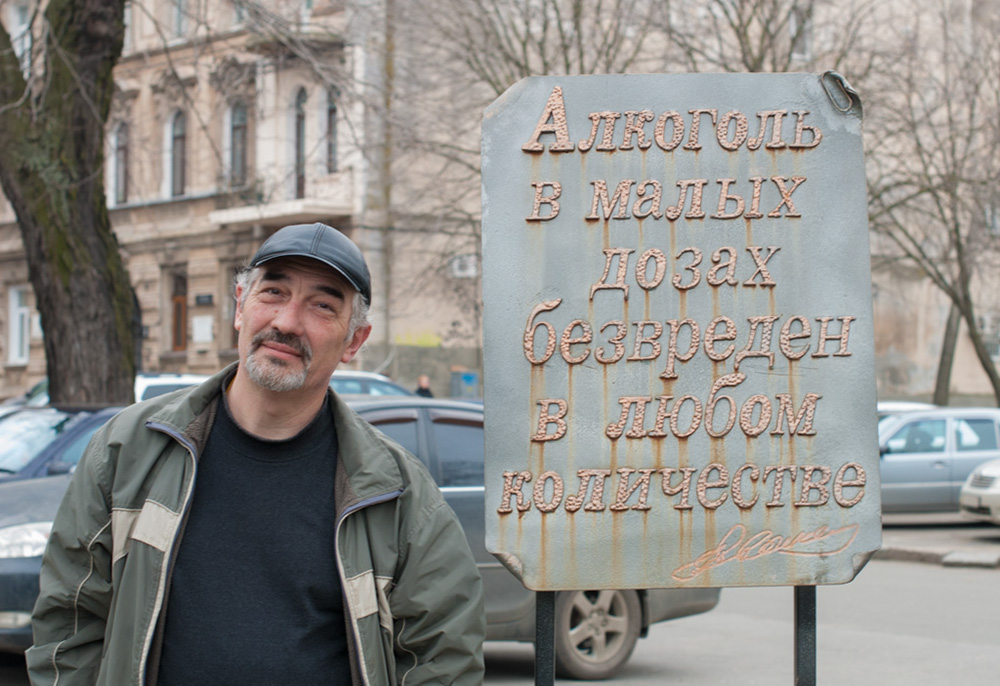 Алкоголь
в малых
дозах
безвреден
в любом
количестве